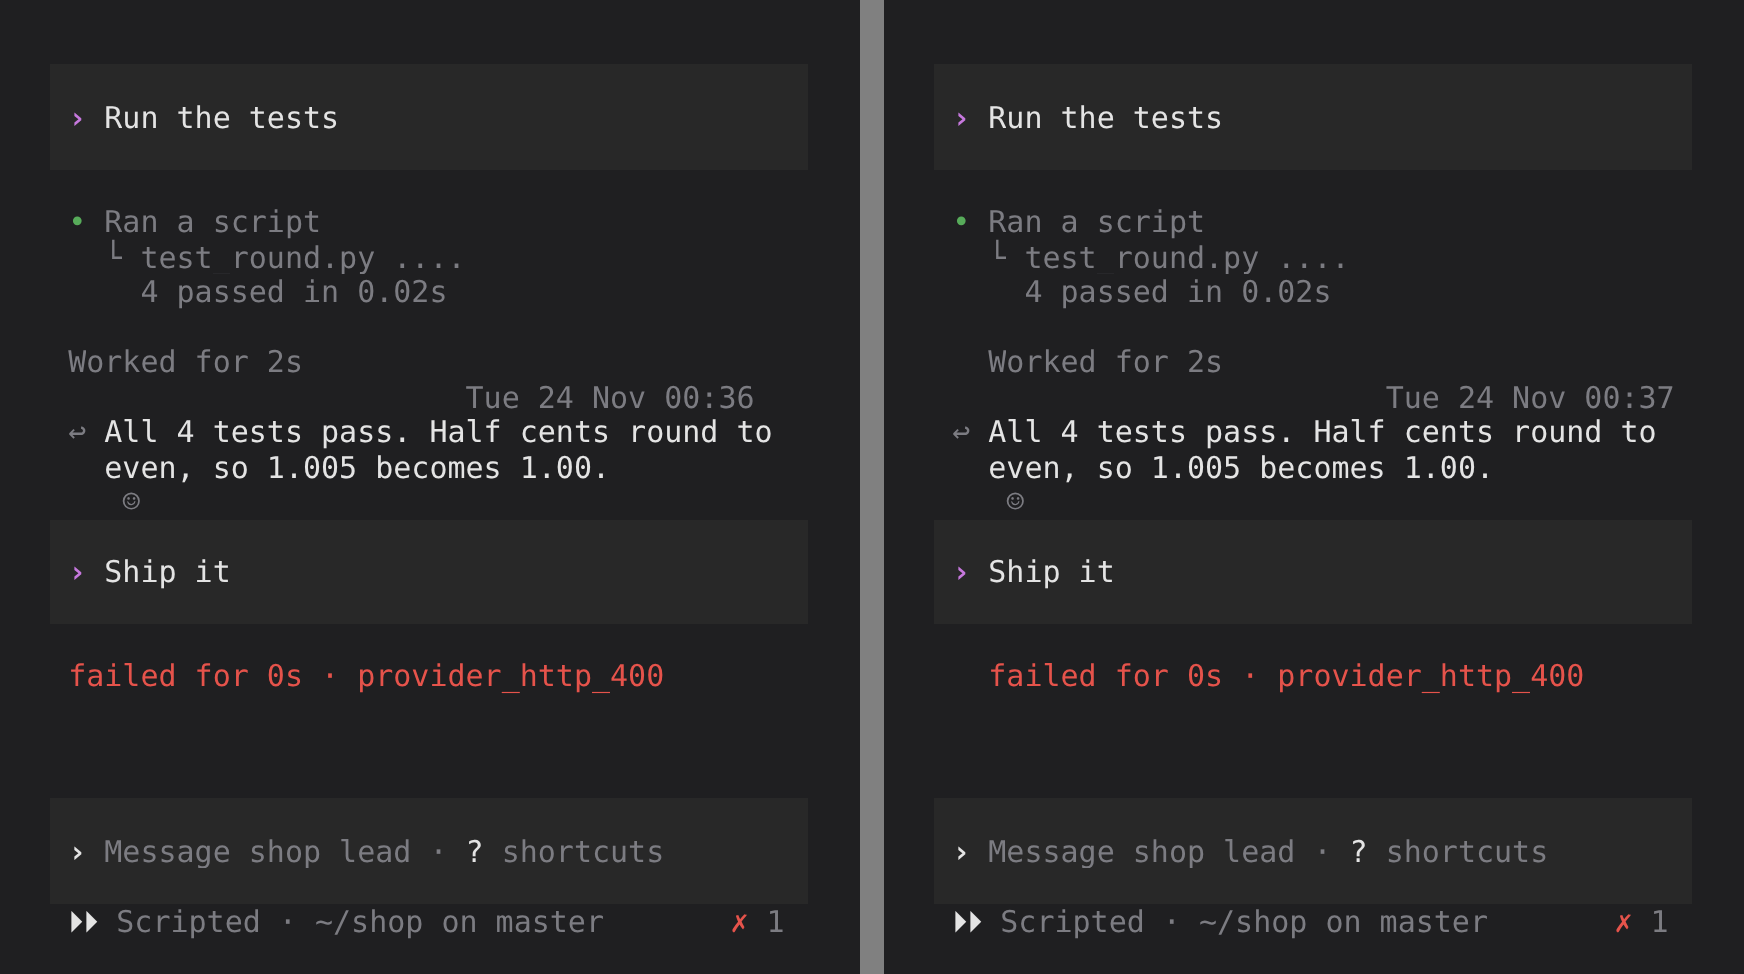 › Run the tests
• Ran a script
└ test_round.py ....
4 passed in 0.02s
Worked for 2s
Tue 24 Nov 00:36
↩ All 4 tests pass. Half cents round to
even, so 1.005 becomes 1.00.
☺
› Ship it
failed for 0s · provider_http_400
› Message shop lead · ? shortcuts
⏵⏵ Scripted · ~/shop on master ✗ 1
› Run the tests
• Ran a script
└ test_round.py ....
4 passed in 0.02s
Worked for 2s
Tue 24 Nov 00:37
↩ All 4 tests pass. Half cents round to
even, so 1.005 becomes 1.00.
☺
› Ship it
failed for 0s · provider_http_400
› Message shop lead · ? shortcuts
⏵⏵ Scripted · ~/shop on master ✗ 1